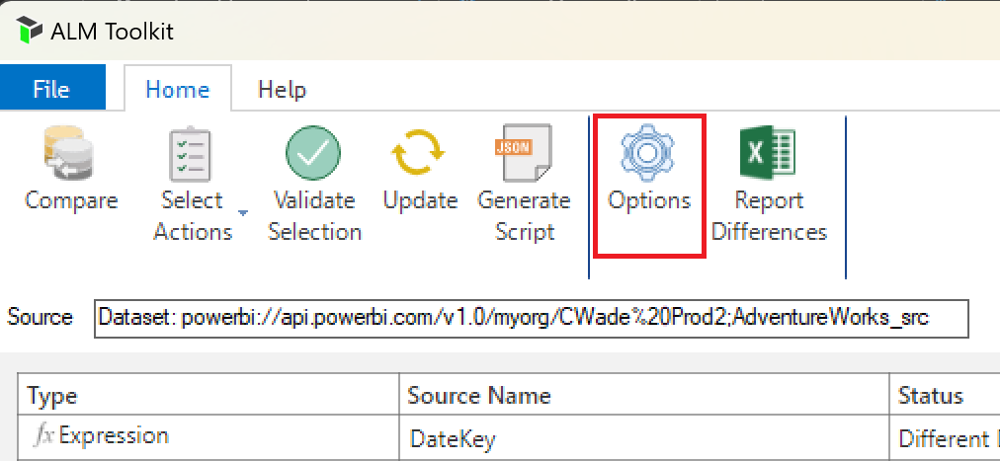 ALM Toolkit
File Home Help
Compare Select Actions Validate Selection Update JSON Generate Script Options Report Differences
Source Dataset: powerbi://api.powerbi.com/v1.0/myorg/CWade%20Prod2;AdventureWorks_src
Type Source Name Status
fx Expression DateKey Different